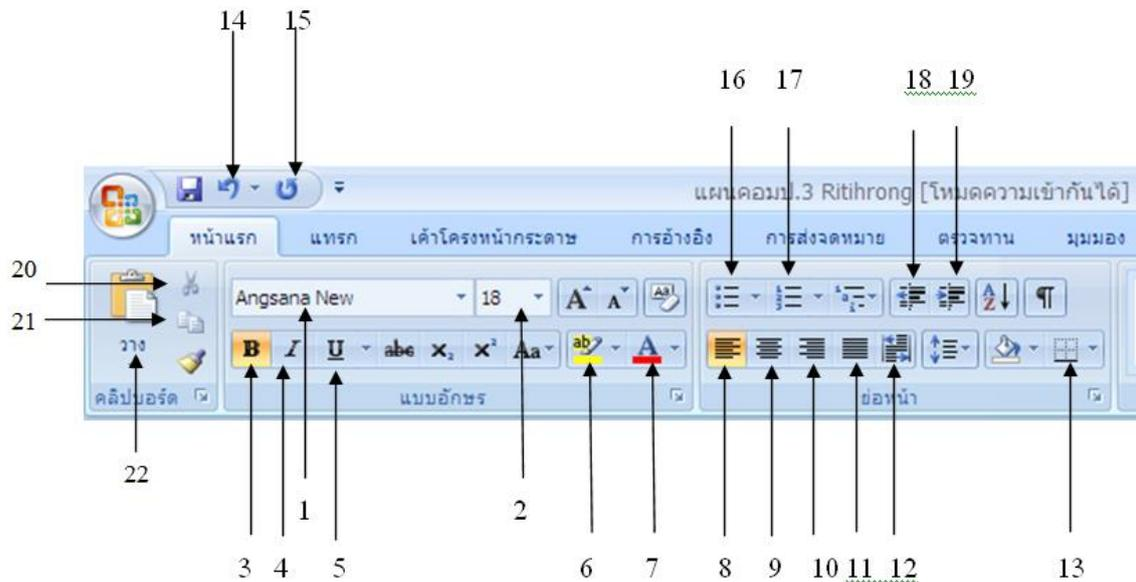 14 15
16 17 18 19
แผนคอมป.3 Ritihrong [โหมดความเข้ากันได้]
หน้าแรก แทรก เค้าโครงหน้ากระดาษ การอ้างอิง การส่งจดหมาย ตรวจทาน มุมมอง
20
Angsana New 18 A A Aa
21
วาง B I U abc x₂ x² Aa ab A A Z ¶
คลิปบอร์ด แบบอักษร ย่อหน้า
22
1 2
3 4 5 6 7 8 9 10 11 12 13